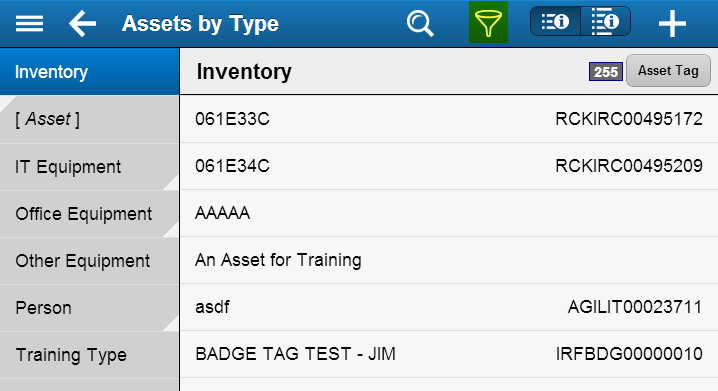 Assets by Type
Inventory
[ Asset ]
IT Equipment
Office Equipment
Other Equipment
Person
Training Type
Inventory 255 Asset Tag
061E33C RCKIRC00495172
061E34C RCKIRC00495209
AAAAA
An Asset for Training
asdf AGILIT00023711
BADGE TAG TEST - JIM IRFBDG00000010